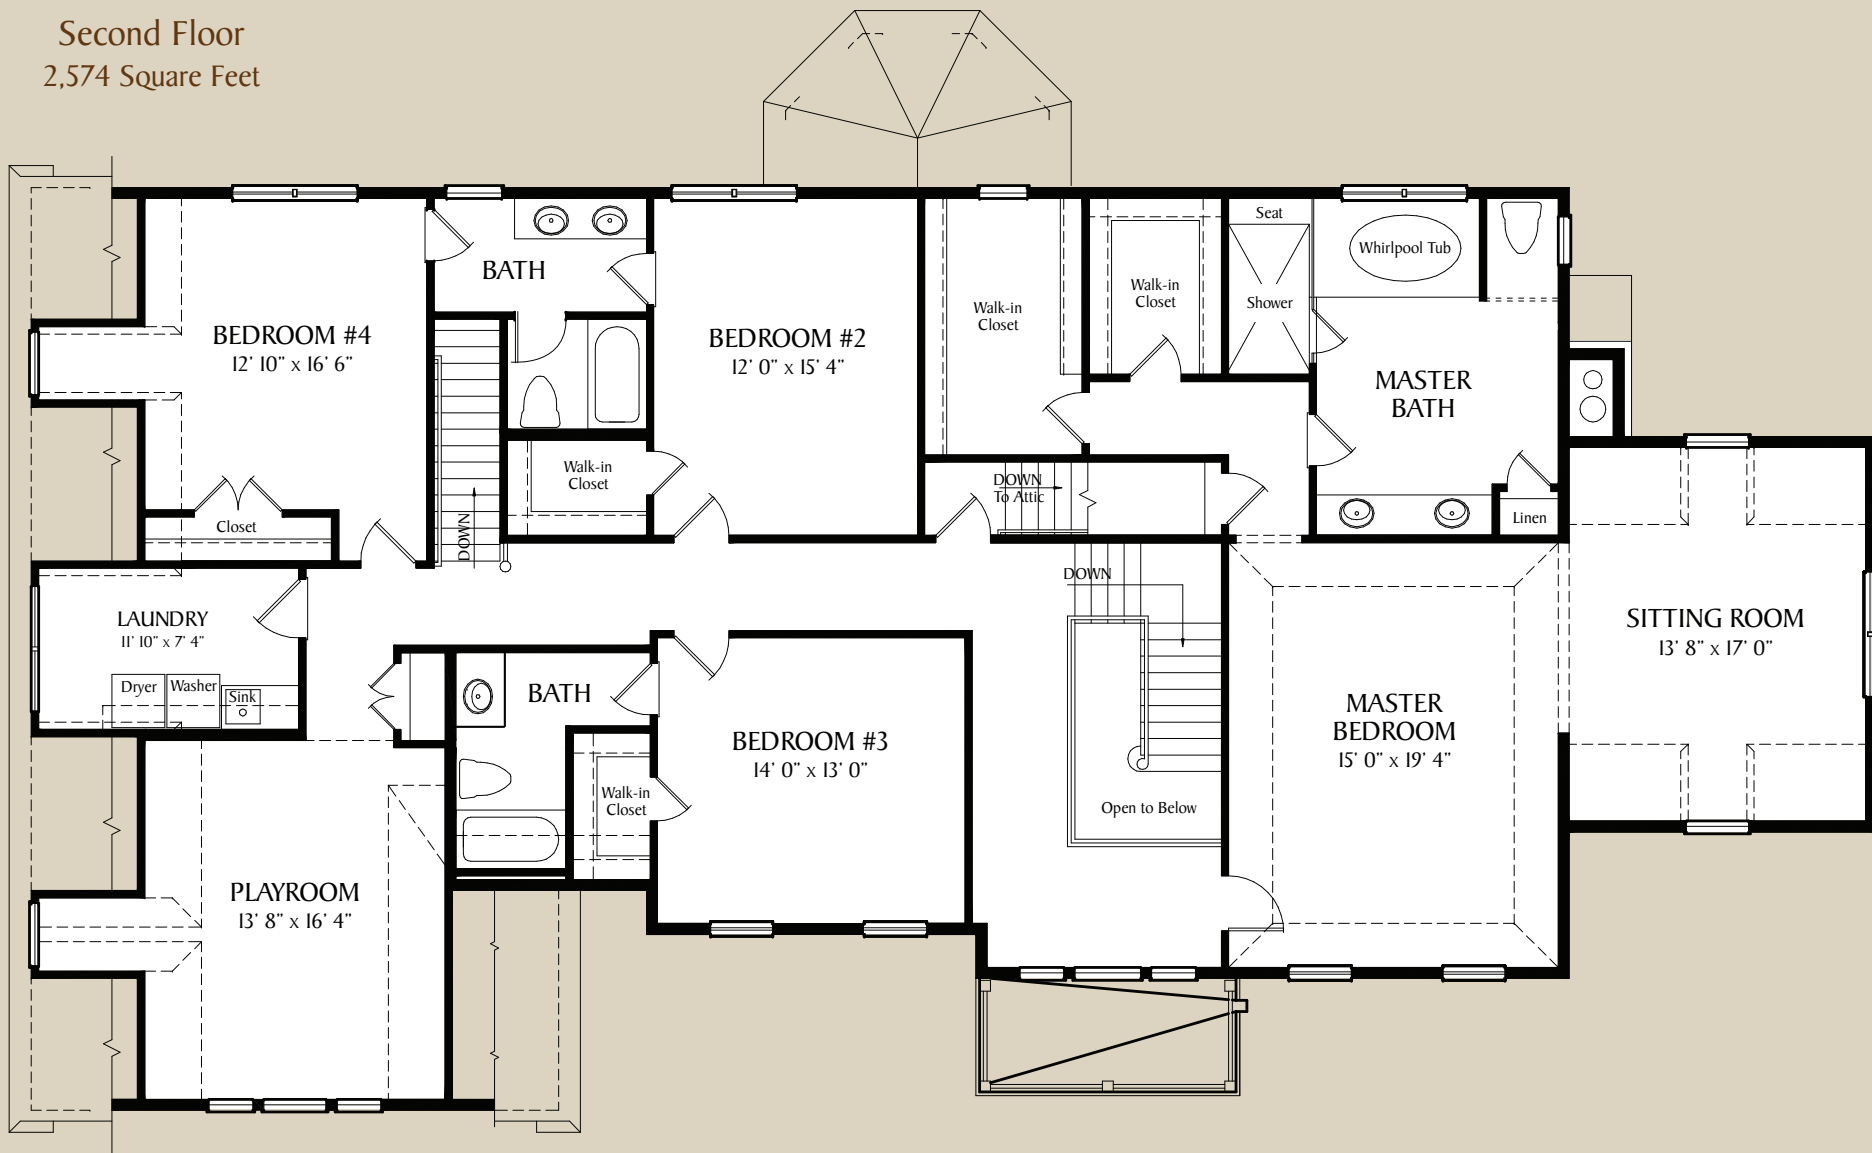 Second Floor
2,574 Square Feet
BEDROOM #4
12' 10" x 16' 6"
BATH
BEDROOM #2
12' 0" x 15' 4"
Walk-in
Closet
Walk-in
Closet
Seat
Shower
Whirlpool Tub
MASTER
BATH
Walk-in
Closet
Closet
DOWN
DOWN
To Attic
Linen
LAUNDRY
11' 10" x 7' 4"
Dryer
Washer
Sink
BATH
DOWN
SITTING ROOM
13' 8" x 17' 0"
BEDROOM #3
14' 0" x 13' 0"
MASTER
BEDROOM
15' 0" x 19' 4"
Walk-in
Closet
Open to Below
PLAYROOM
13' 8" x 16' 4"